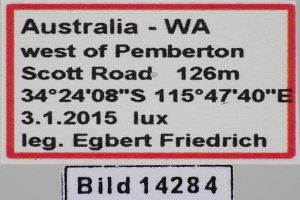 Australia - WA
west of Pemberton
Scott Road 126m
34°24'08"S 115°47'40"E
3.1.2015 lux
leg. Egbert Friedrich
Bild 14284